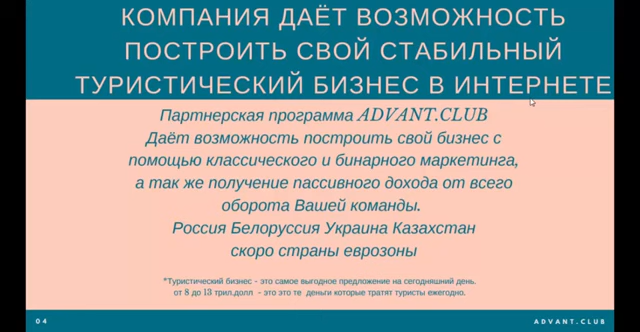 КОМПАНИЯ ДАЁТ ВОЗМОЖНОСТЬ
ПОСТРОИТЬ СВОЙ СТАБИЛЬНЫЙ
ТУРИСТИЧЕСКИЙ БИЗНЕС В ИНТЕРНЕТЕ
Партнерская программа ADVANT.CLUB
Даёт возможность построить свой бизнес с
помощью классического и бинарного маркетинга,
а так же получение пассивного дохода от всего
оборота Вашей команды.
Россия Белоруссия Украина Казахстан
скоро страны еврозоны
*Туристический бизнес - это самое выгодное предложение на сегодняшний день.
от 8 до 13 трил.долл - это это те деньги которые тратят туристы ежегодно.
04
ADVANT.CLUB